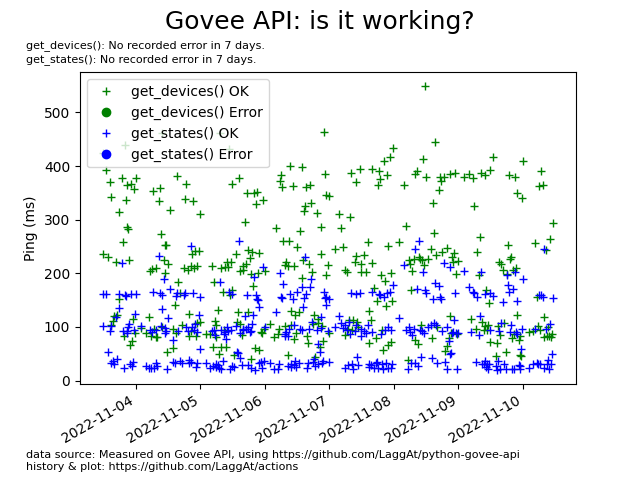 Govee API: is it working?
get_devices(): No recorded error in 7 days.
get_states(): No recorded error in 7 days.
get_devices() OK
get_devices() Error
get_states() OK
get_states() Error
Ping (ms)
500
400
300
200
100
0
2022-11-04
2022-11-05
2022-11-06
2022-11-07
2022-11-08
2022-11-09
2022-11-10
data source: Measured on Govee API, using https://github.com/LaggAt/python-govee-api
history & plot: https://github.com/LaggAt/actions